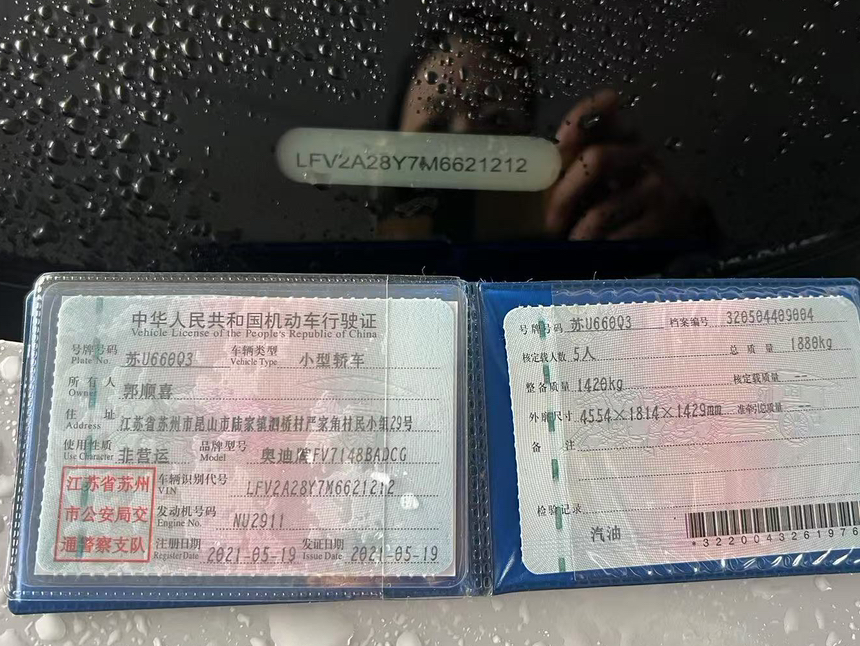 LFV2A28Y7M6621212
中华人民共和国机动车行驶证
Vehicle License of the People's Republic of China
号牌号码 苏U660Q3 车辆类型 小型轿车
Plate No. Vehicle Type
所有人 郭顺喜
Owner
住址 江苏省苏州市昆山市陆家镇泗桥村严家角村民小组29号
Address
使用性质 非营运 品牌型号 奥迪牌FV7148BADCG
Use Character Model
江苏省苏州
市公安局交
通警察支队
车辆识别代号 LFV2A28Y7M6621212
VIN
发动机号码 NU2911
Engine No.
注册日期 2021-05-19 发证日期 2021-05-19
Register Date Issue Date
号牌号码 苏U660Q3 档案编号 320504409004
核定载人数 5人 总质量 1880kg
整备质量 1420kg 核定载质量 --
外廓尺寸 4554×1814×1429mm 准牵引总质量 --
备注
检验记录
汽油
*3220043261976